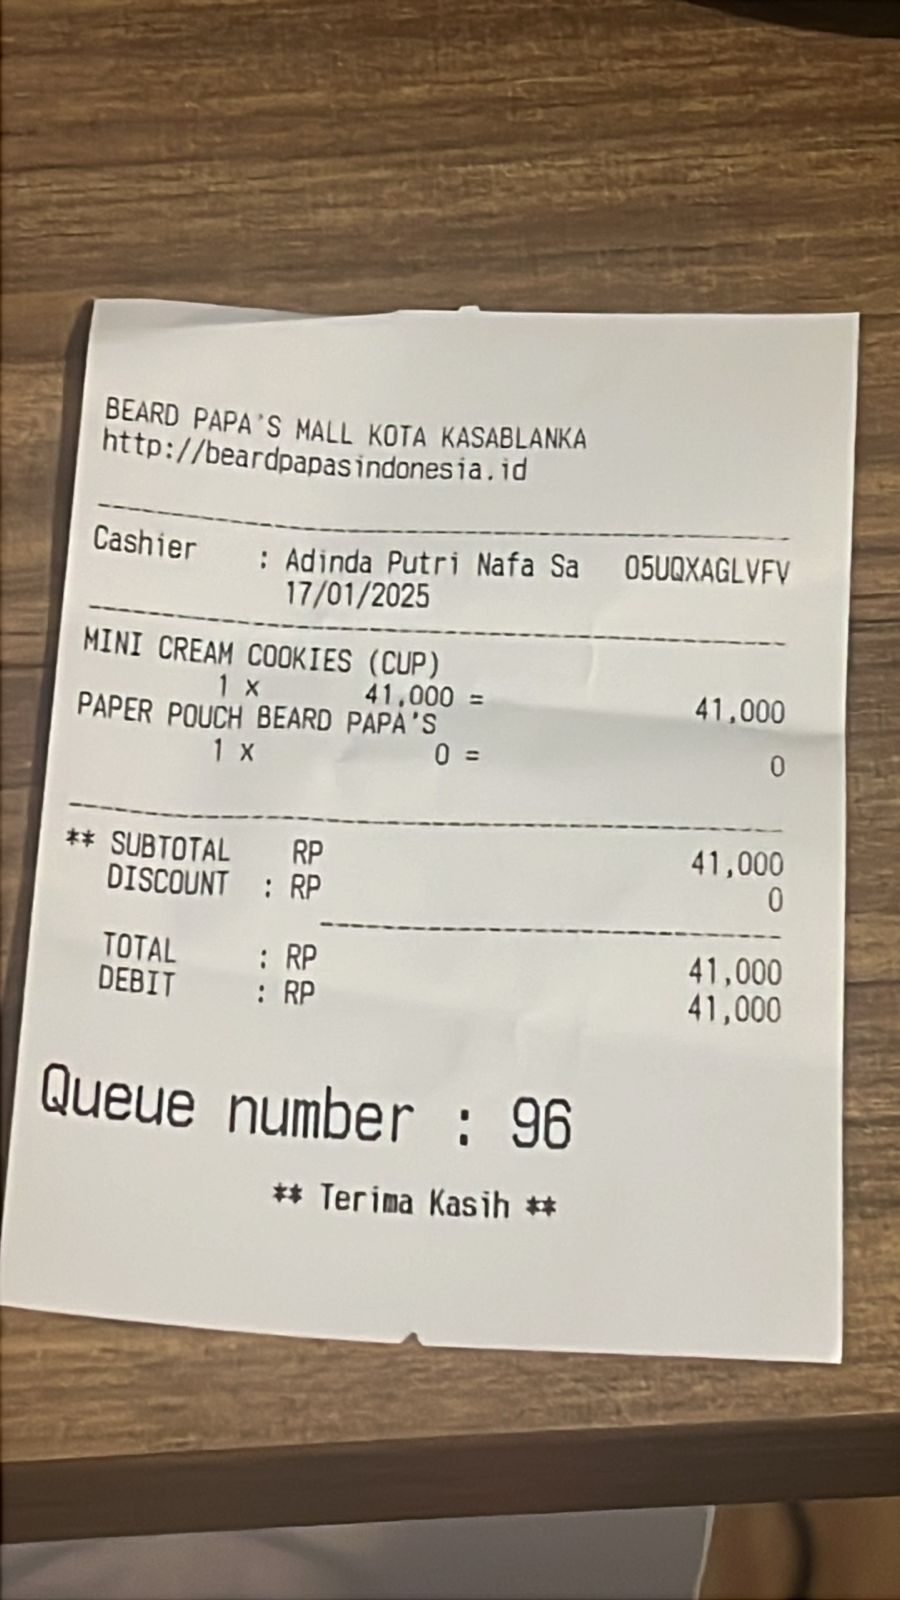 BEARD PAPA'S MALL KOTA KASABLANKA
http://beardpapasindonesia.id
Cashier : Adinda Putri Nafa Sa 05UQXAGLVFV
17/01/2025
MINI CREAM COOKIES (CUP)
1 x 41,000 = 41,000
PAPER POUCH BEARD PAPA'S
1 x 0 = 0
** SUBTOTAL RP 41,000
DISCOUNT : RP 0
TOTAL : RP 41,000
DEBIT : RP 41,000
Queue number : 96
** Terima Kasih **